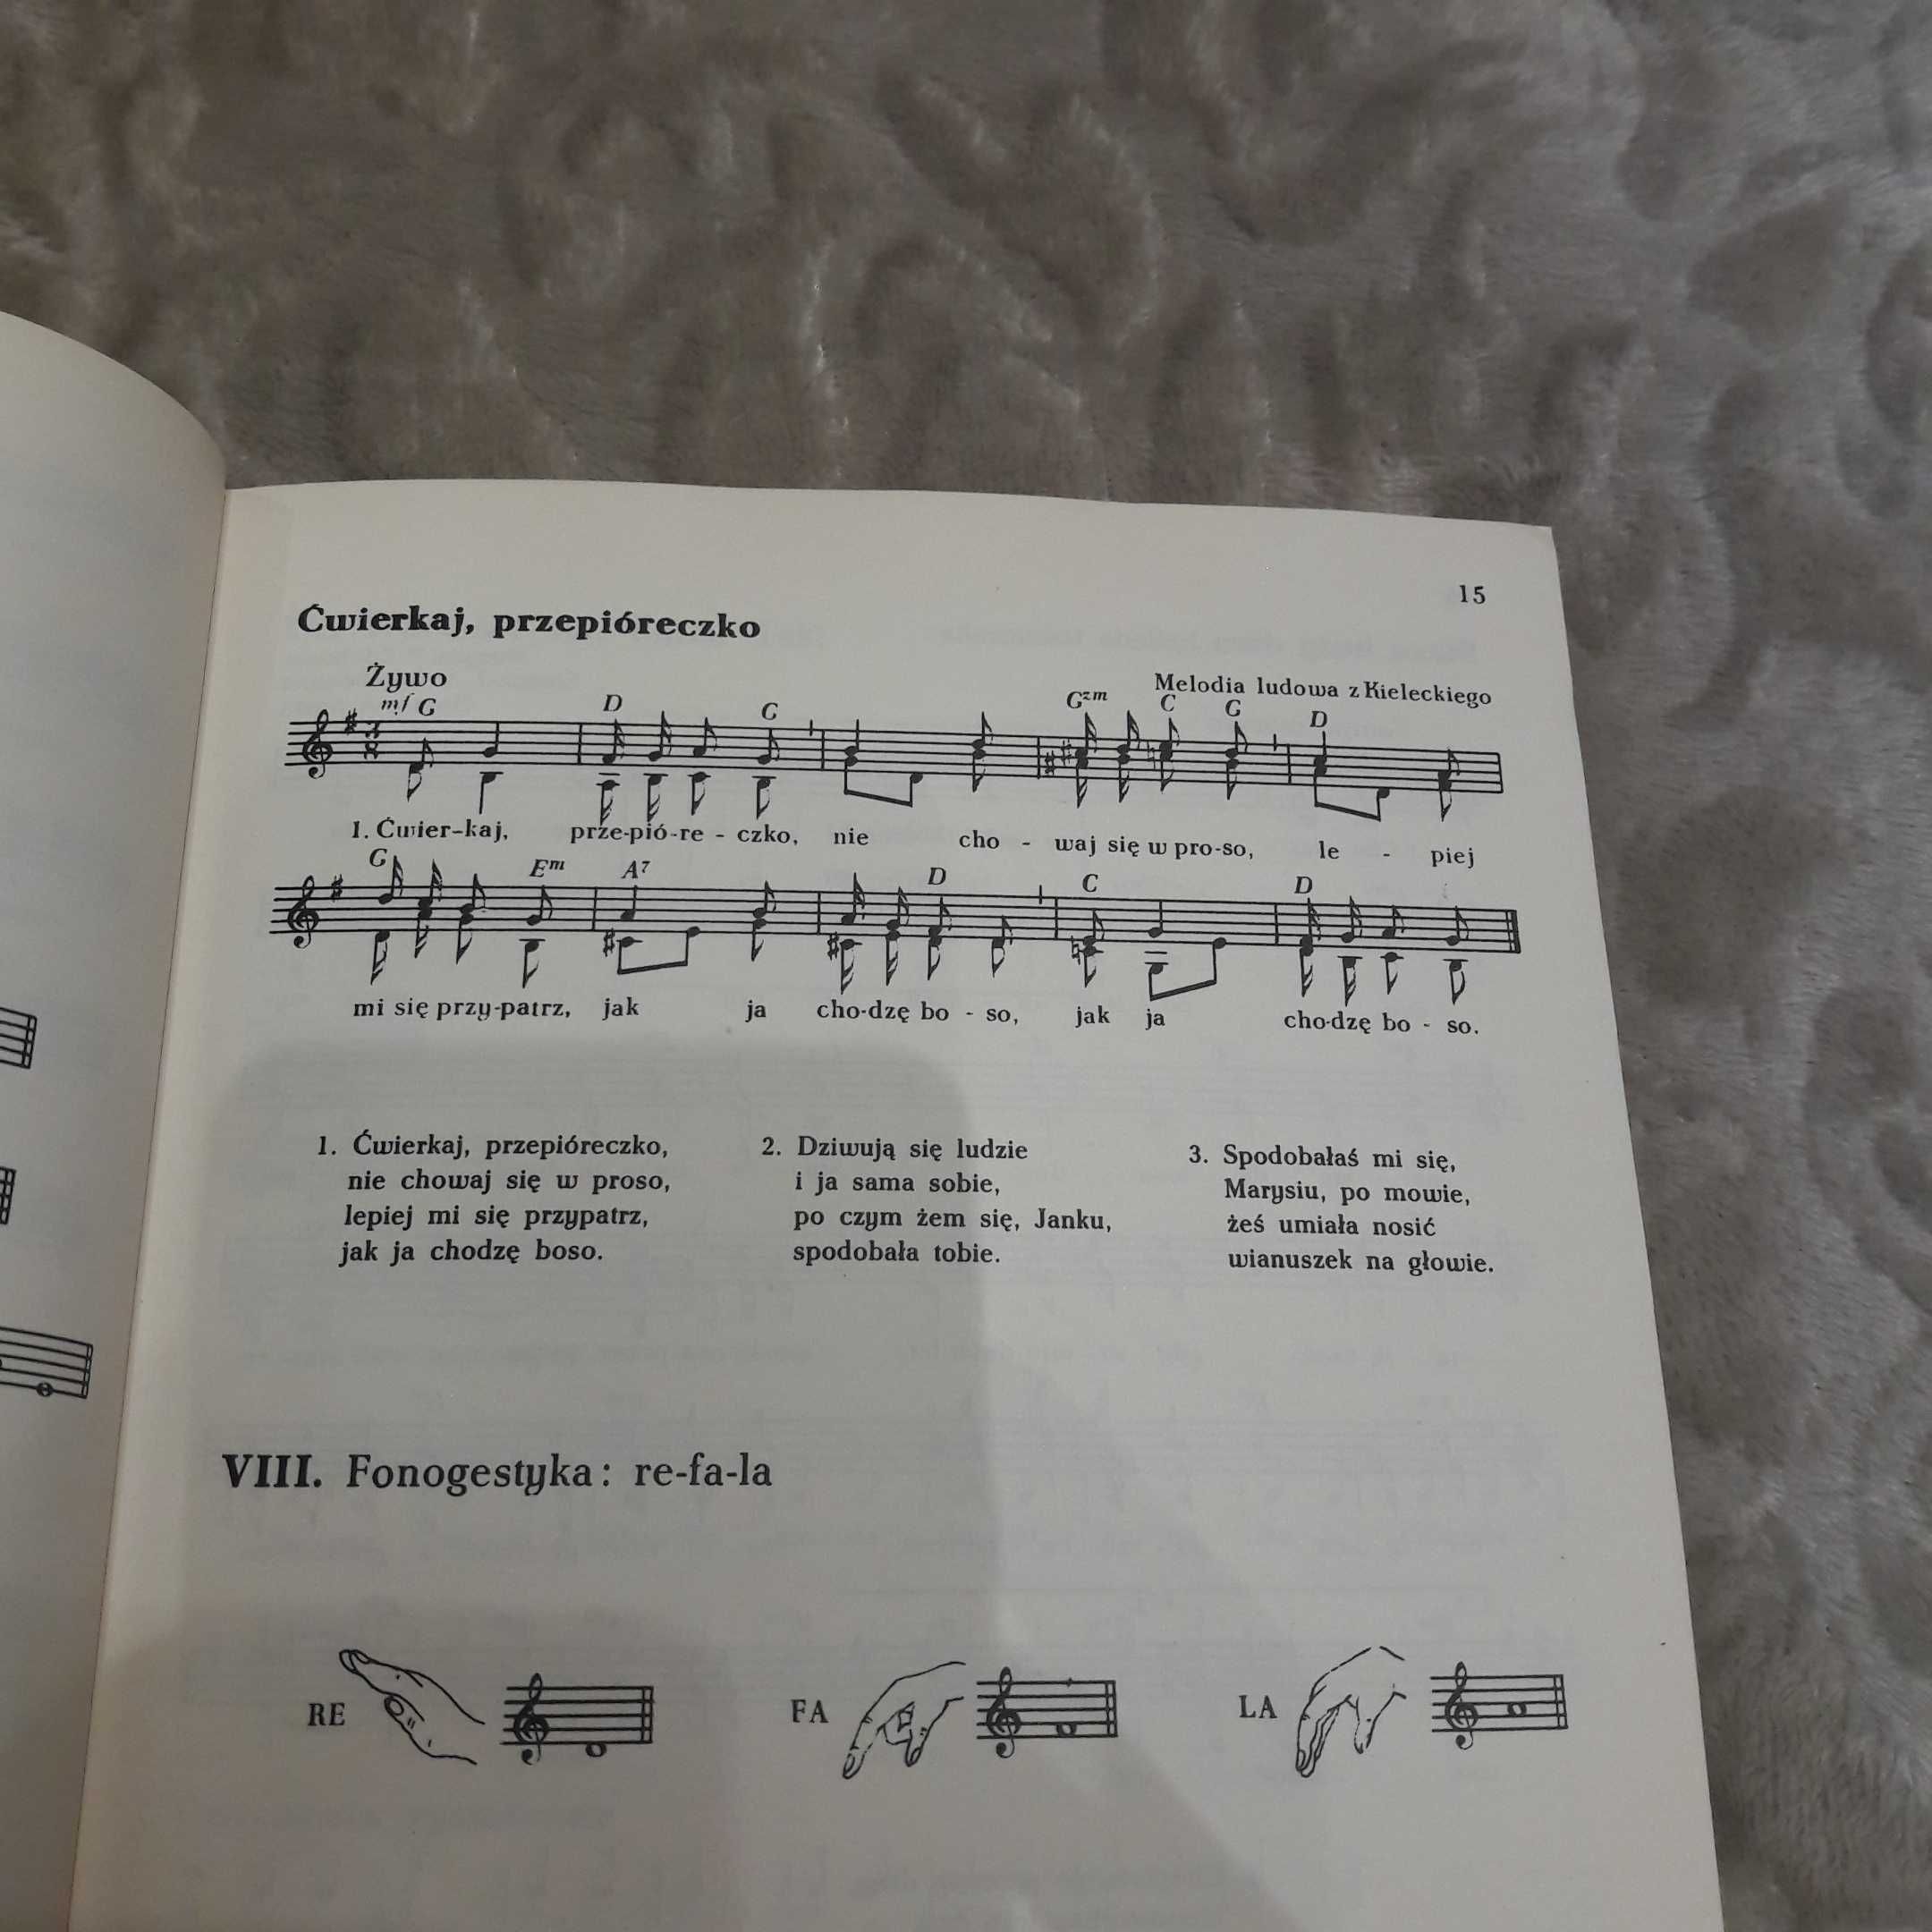 15
Ćwierkaj, przepióreczko
Żywo
Melodia ludowa z Kieleckiego
mf G D G Gzm C G D
3
8
1. Ćwier-kaj, prze-pió-re - czko, nie cho - waj się w pro-so, le - piej
G Em A7 D C D
mi się przy-patrz, jak ja cho-dzę bo - so, jak ja cho-dzę bo - so.
1. Ćwierkaj, przepióreczko,
nie chowaj się w proso,
lepiej mi się przypatrz,
jak ja chodzę boso.
2. Dziwują się ludzie
i ja sama sobie,
po czym żem się, Janku,
spodobała tobie.
3. Spodobałaś mi się,
Marysiu, po mowie,
żeś umiała nosić
wianuszek na głowie.
VIII. Fonogestyka: re-fa-la
RE FA LA